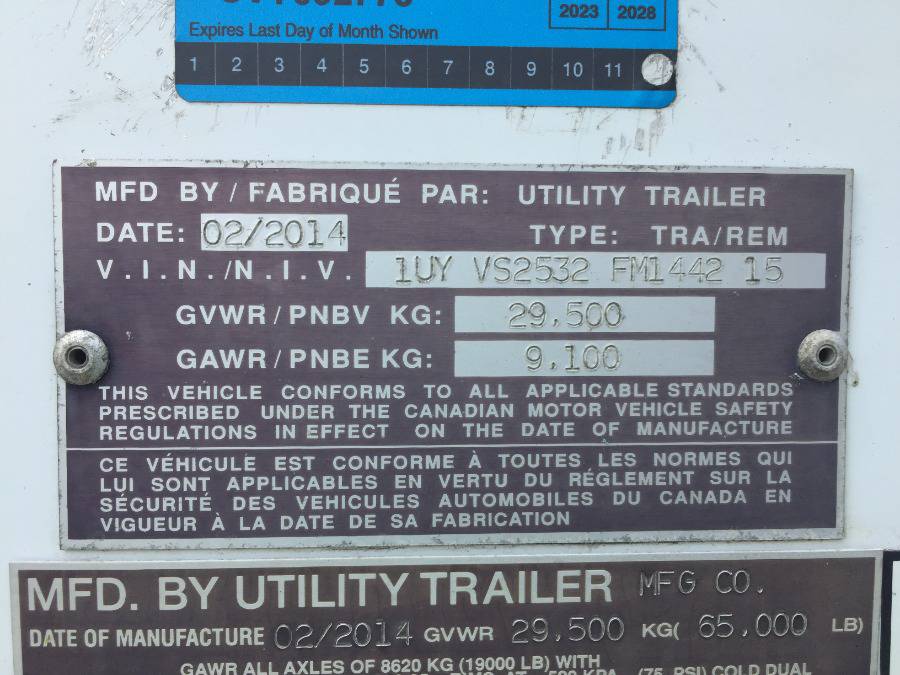 2023 2028
Expires Last Day of Month Shown
1 2 3 4 5 6 7 8 9 10 11
MFD BY / FABRIQUÉ PAR: UTILITY TRAILER
DATE: 02/2014 TYPE: TRA/REM
V.I.N./N.I.V. 1UY VS2532 FM1442 15
GVWR/PNBV KG: 29,500
GAWR/PNBE KG: 9,100
THIS VEHICLE CONFORMS TO ALL APPLICABLE STANDARDS
PRESCRIBED UNDER THE CANADIAN MOTOR VEHICLE SAFETY
REGULATIONS IN EFFECT ON THE DATE OF MANUFACTURE
CE VÉHICULE EST CONFORME À TOUTES LES NORMES QUI
LUI SONT APPLICABLES EN VERTU DU RÉGLEMENT SUR LA
SÉCURITÉ DES VEHICULES AUTOMOBILES DU CANADA EN
VIGUEUR À LA DATE DE SA FABRICATION
MFD. BY UTILITY TRAILER MFG CO.
DATE OF MANUFACTURE 02/2014 GVWR 29,500 KG( 65,000 LB)
GAWR ALL AXLES OF 8620 KG (19000 LB) WITH
(75 PSI) COLD DUAL